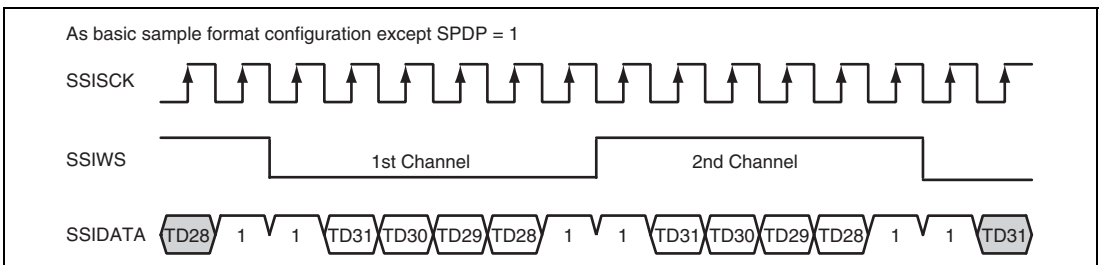 As basic sample format configuration except SPDP = 1
SSISCK
SSIWS 1st Channel 2nd Channel
SSIDATA TD28 1 1 TD31 TD30 TD29 TD28 1 1 TD31 TD30 TD29 TD28 1 1 TD31